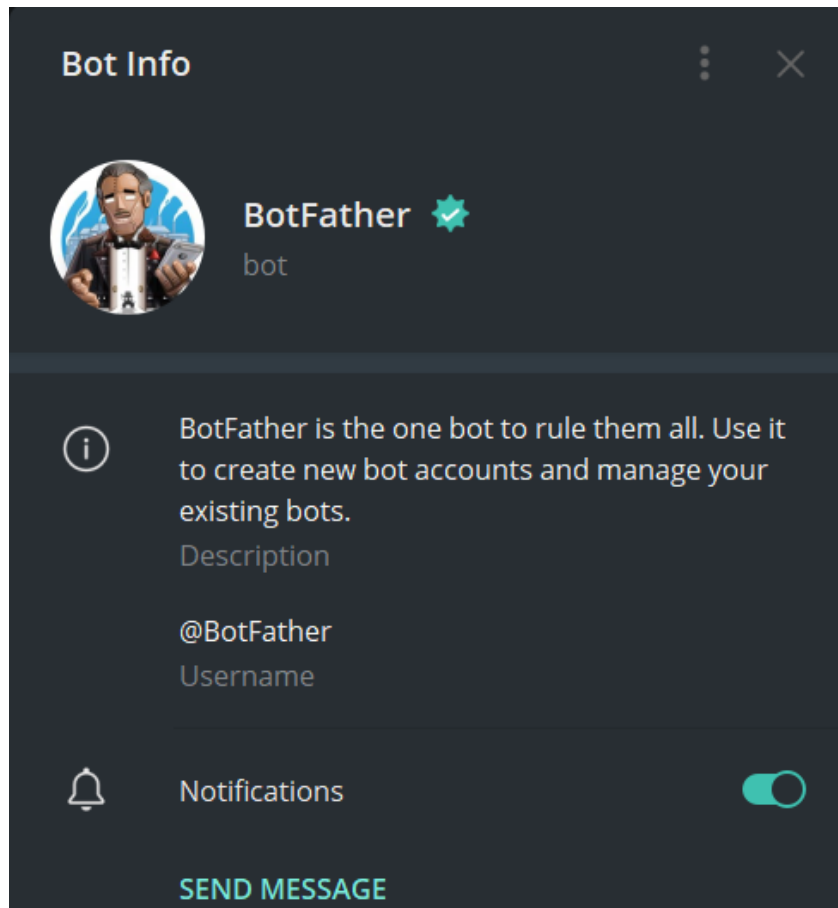 Bot Info
BotFather
bot
BotFather is the one bot to rule them all. Use it
to create new bot accounts and manage your
existing bots.
Description
@BotFather
Username
Notifications
SEND MESSAGE